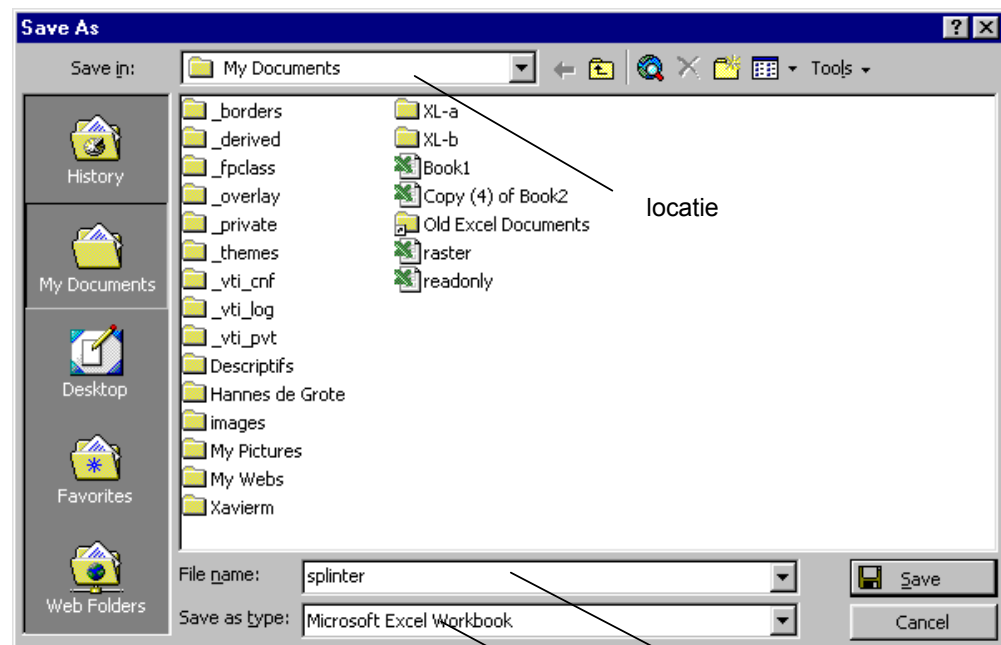 Save As
Save in:
My Documents
Tools
History
My Documents
Desktop
Favorites
Web Folders
_borders
_derived
_fpclass
_overlay
_private
_themes
_vti_cnf
_vti_log
_vti_pvt
Descriptifs
Hannes de Grote
images
My Pictures
My Webs
Xavierm
XL-a
XL-b
Book1
Copy (4) of Book2
Old Excel Documents
raster
readonly
locatie
File name:
splinter
Save
Save as type:
Microsoft Excel Workbook
Cancel